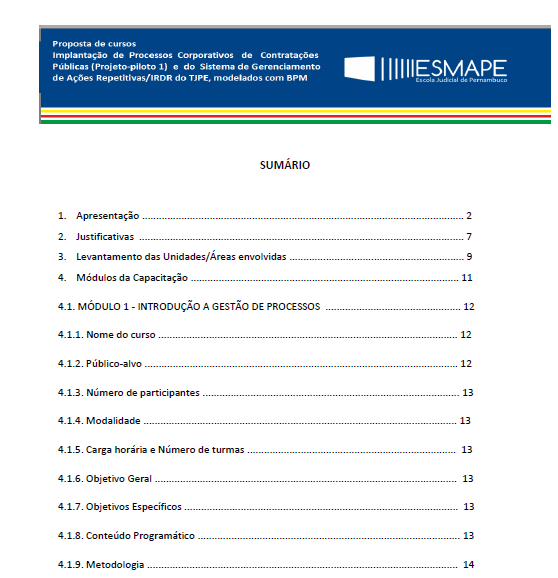 Proposta de cursos
Implantação de Processos Corporativos de Contratações
Públicas (Projeto-piloto 1) e do Sistema de Gerenciamento
de Ações Repetitivas/IRDR do TJPE, modelados com BPM
ESMAPE
Escola Judicial de Pernambuco
SUMÁRIO
1. Apresentação ........ 2
2. Justificativas ........ 7
3. Levantamento das Unidades/Áreas envolvidas ........ 9
4. Módulos da Capacitação ........ 11
4.1. MÓDULO 1 - INTRODUÇÃO A GESTÃO DE PROCESSOS ........ 12
4.1.1. Nome do curso ........ 12
4.1.2. Público-alvo ........ 12
4.1.3. Número de participantes ........ 13
4.1.4. Modalidade ........ 13
4.1.5. Carga horária e Número de turmas ........ 13
4.1.6. Objetivo Geral ........ 13
4.1.7. Objetivos Específicos ........ 13
4.1.8. Conteúdo Programático ........ 13
4.1.9. Metodologia ........ 14